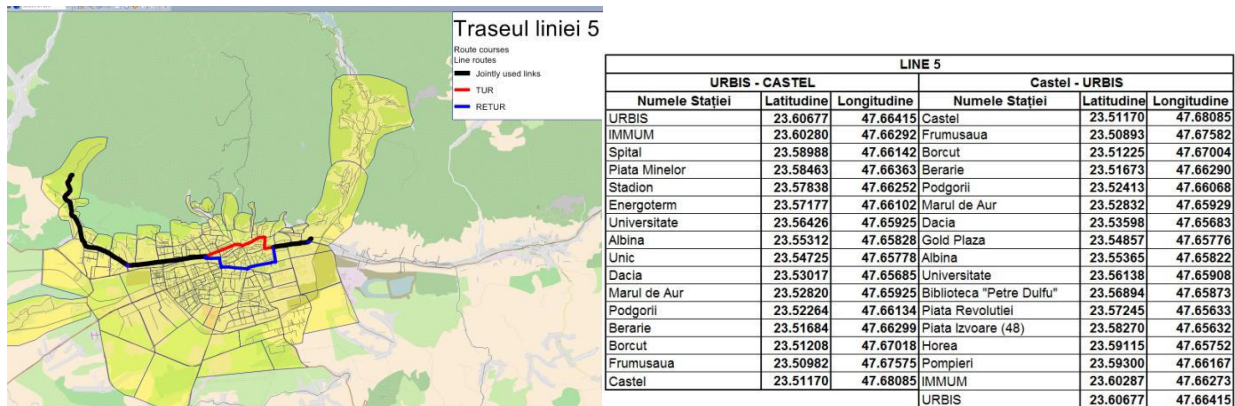 Traseul liniei 5
Route courses
Line routes
Jointly used links
TUR
RETUR
LINE 5
URBIS - CASTEL Castel - URBIS
Numele Stației Latitudine Longitudine Numele Stației Latitudine Longitudine
URBIS 23.60677 47.66415 Castel 23.51170 47.68085
IMMUM 23.60280 47.66292 Frumusaua 23.50893 47.67582
Spital 23.58988 47.66142 Borcut 23.51225 47.67004
Piata Minelor 23.58463 47.66363 Berarie 23.51673 47.66290
Stadion 23.57838 47.66252 Podgorii 23.52413 47.66068
Energoterm 23.57177 47.66102 Marul de Aur 23.52832 47.65929
Universitate 23.56426 47.65925 Dacia 23.53598 47.65683
Albina 23.55312 47.65828 Gold Plaza 23.54857 47.65776
Unic 23.54725 47.65778 Albina 23.55365 47.65822
Dacia 23.53017 47.65685 Universitate 23.56138 47.65908
Marul de Aur 23.52820 47.65925 Biblioteca "Petre Dulfu" 23.56894 47.65873
Podgorii 23.52264 47.66134 Piata Revolutiei 23.57245 47.65633
Berarie 23.51684 47.66299 Piata Izvoare (48) 23.58270 47.65632
Borcut 23.51208 47.67018 Horea 23.59115 47.65752
Frumusaua 23.50982 47.67575 Pompieri 23.59300 47.66167
Castel 23.51170 47.68085 IMMUM 23.60287 47.66273
URBIS 23.60677 47.66415